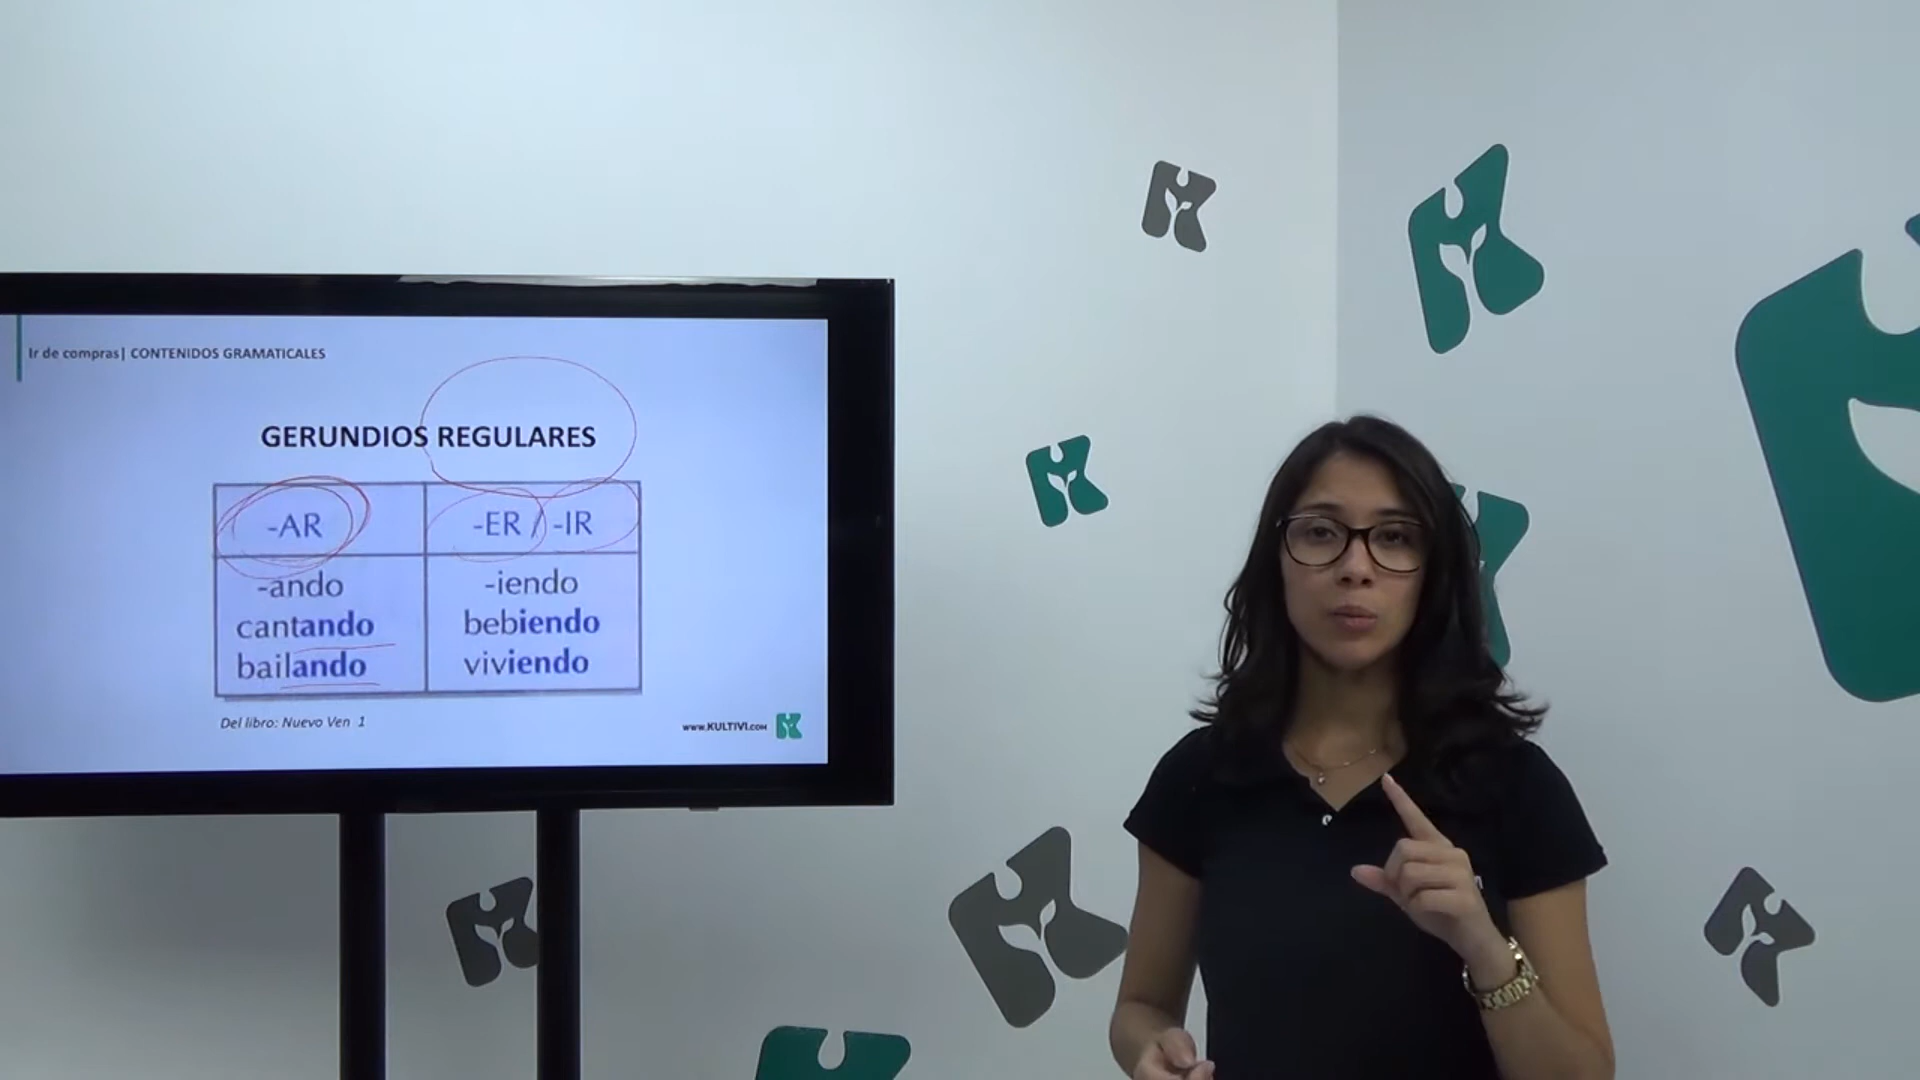 Ir de compras| CONTENIDOS GRAMATICALES
GERUNDIOS REGULARES
-AR
-ER / -IR
-ando
-iendo
cantando
bebiendo
bailando
viviendo
Del libro: Nuevo Ven 1
www.KULTIVI.com